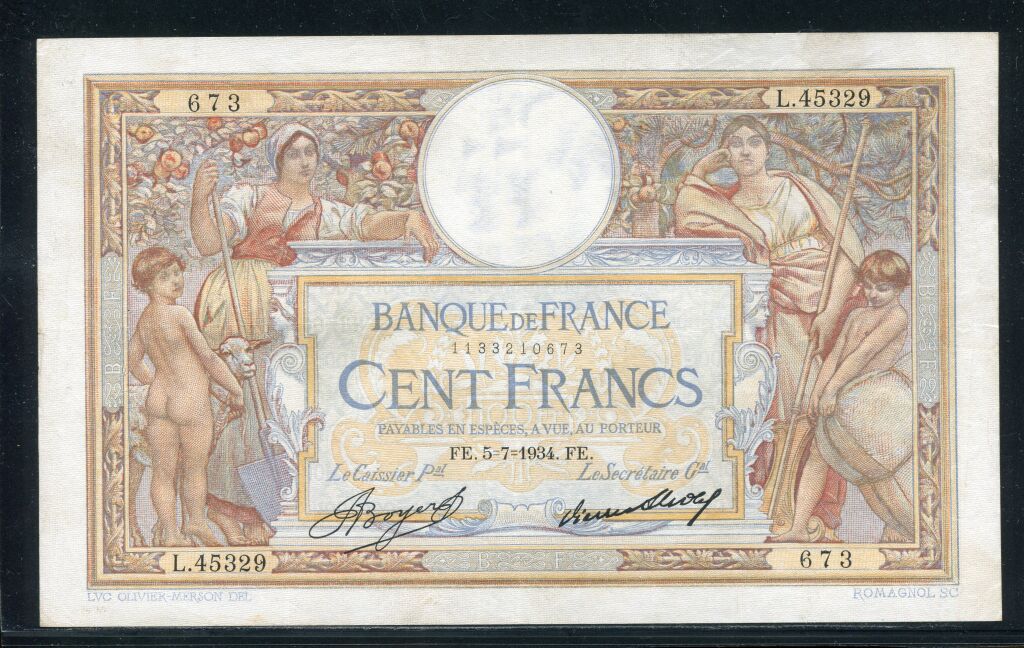 673
L.45329
BANQUE DE FRANCE
1133210673
CENT FRANCS
PAYABLES EN ESPÈCES, A VUE, AU PORTEUR
FE. 5=7=1934. FE.
Le Caissier Pal
Le Secrétaire Gal
ABoyer
L.45329
B F
673
LVC OLIVIER-MERSON DEL
ROMAGNOL SC